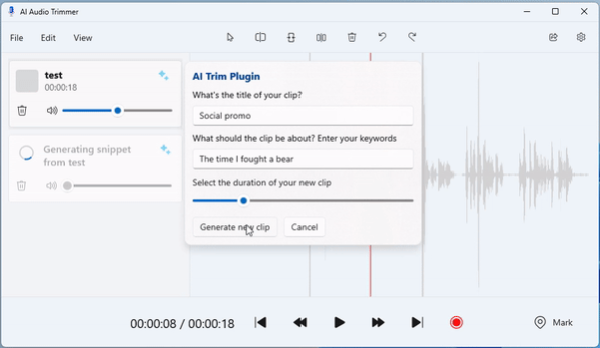 AI Audio Trimmer
File Edit View
test
00:00:18
Generating snippet
from test
AI Trim Plugin
What's the title of your clip?
Social promo
What should the clip be about? Enter your keywords
The time I fought a bear
Select the duration of your new clip
Generate new clip Cancel
00:00:08 / 00:00:18
Mark